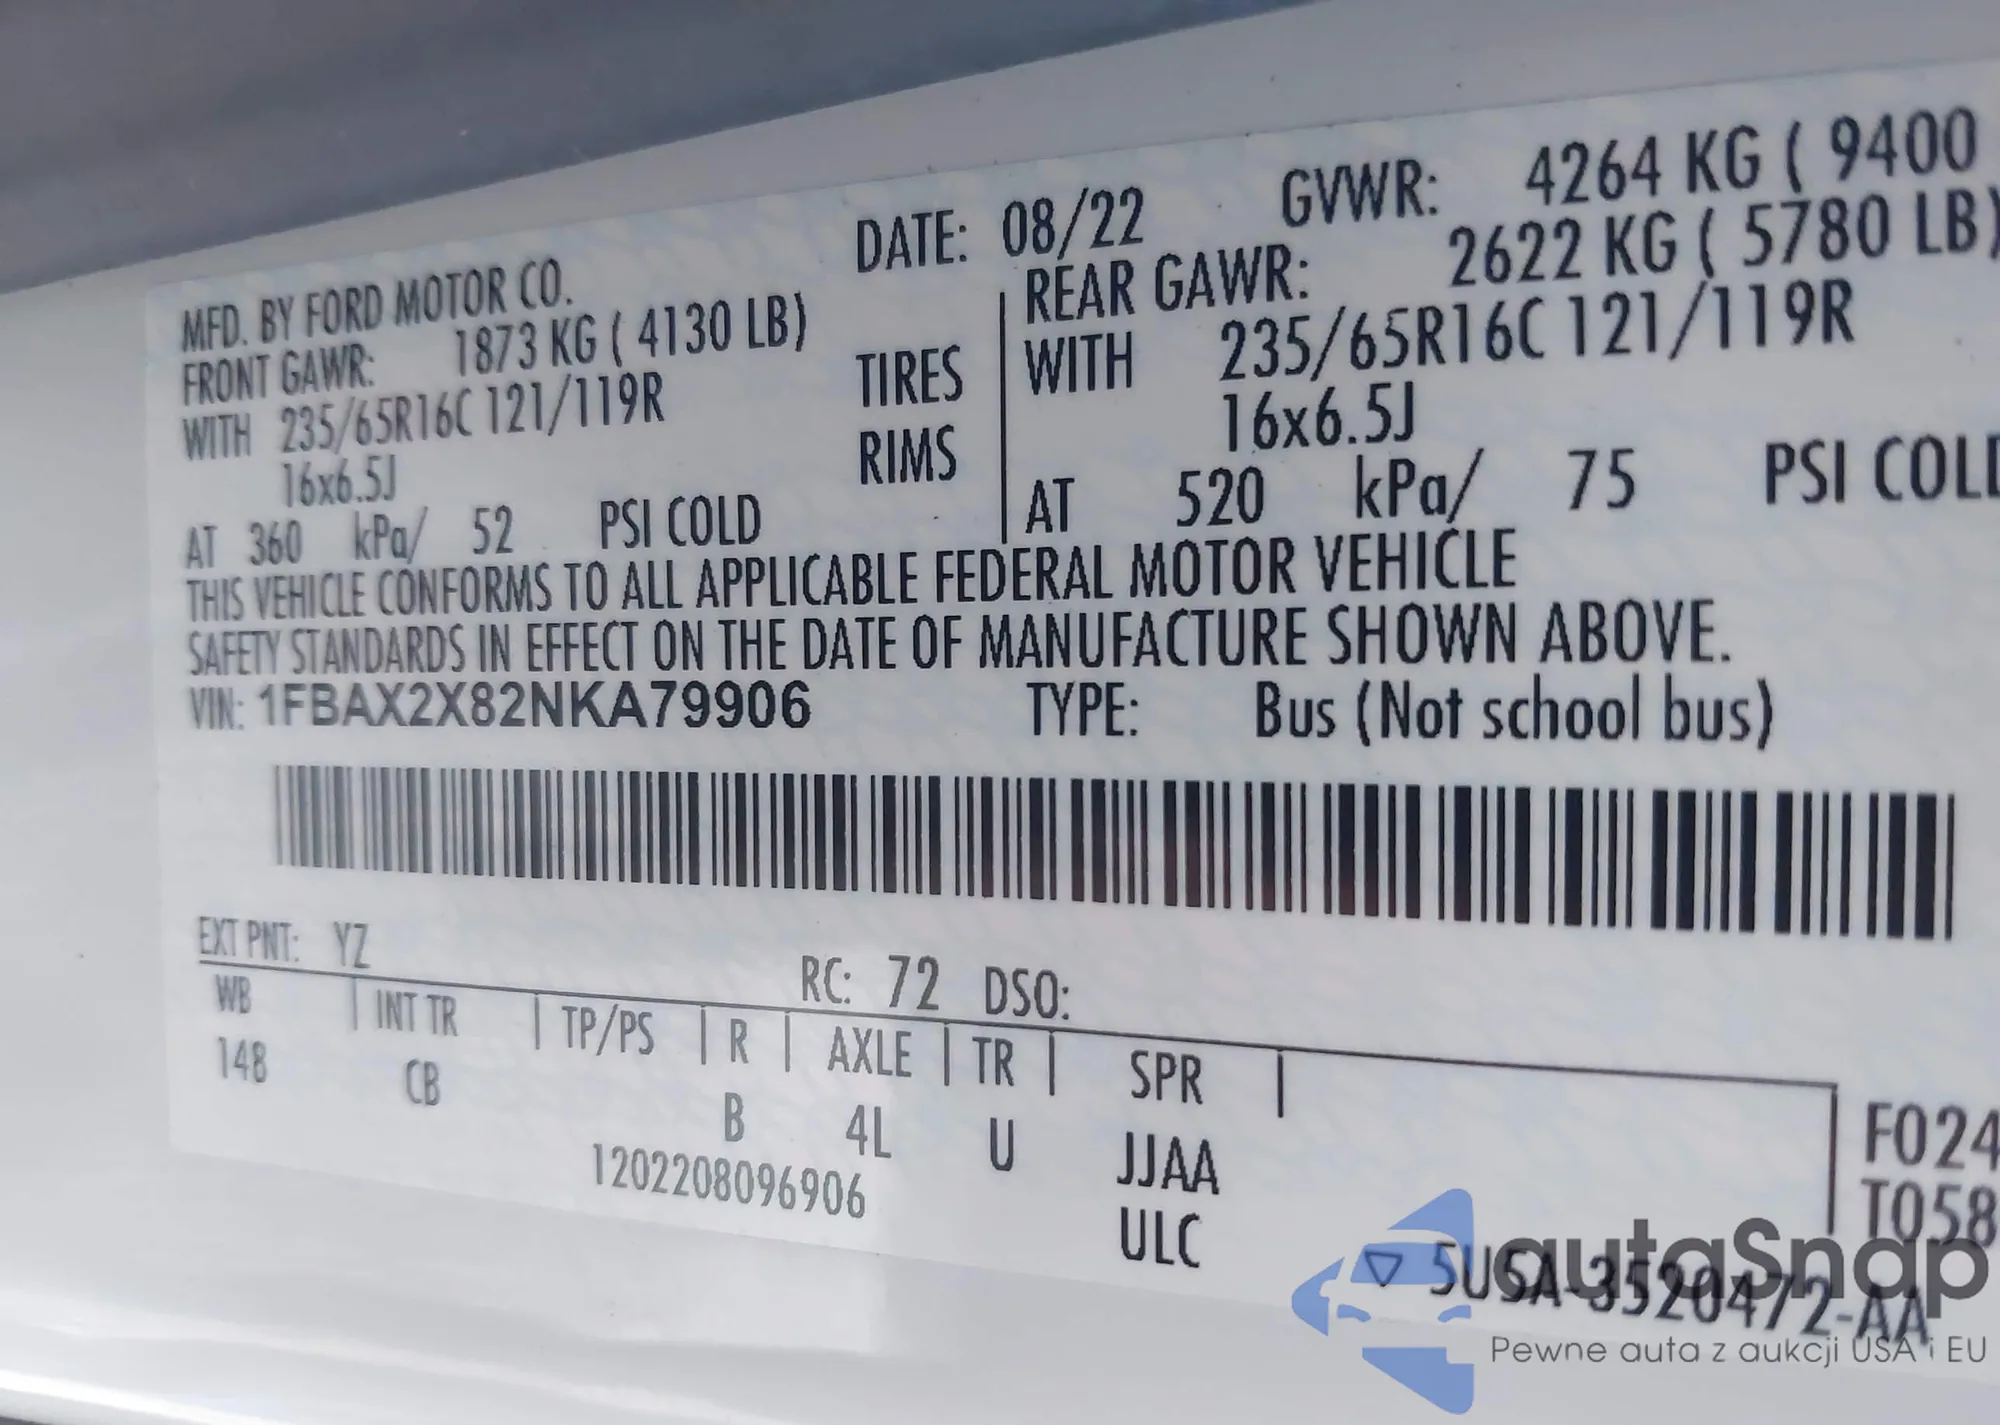 DATE: 08/22 GVWR: 4264 KG ( 9400
MFD. BY FORD MOTOR CO.
FRONT GAWR: 1873 KG ( 4130 LB) REAR GAWR: 2622 KG ( 5780 LB)
WITH 235/65R16C 121/119R TIRES WITH 235/65R16C 121/119R
16x6.5J RIMS 16x6.5J
AT 360 kPa/ 52 PSI COLD AT 520 kPa/ 75 PSI COLD
THIS VEHICLE CONFORMS TO ALL APPLICABLE FEDERAL MOTOR VEHICLE
SAFETY STANDARDS IN EFFECT ON THE DATE OF MANUFACTURE SHOWN ABOVE.
VIN: 1FBAX2X82NKA79906 TYPE: Bus (Not school bus)
EXT PNT: YZ RC: 72 DSO:
WB | INT TR | TP/PS | R | AXLE | TR | SPR |
148 CB B 4L U JJAA F024
1202208096906 ULC T058
▽ 5U5A-3520472-AA
autaSnap
Pewne auta z aukcji USA i EU